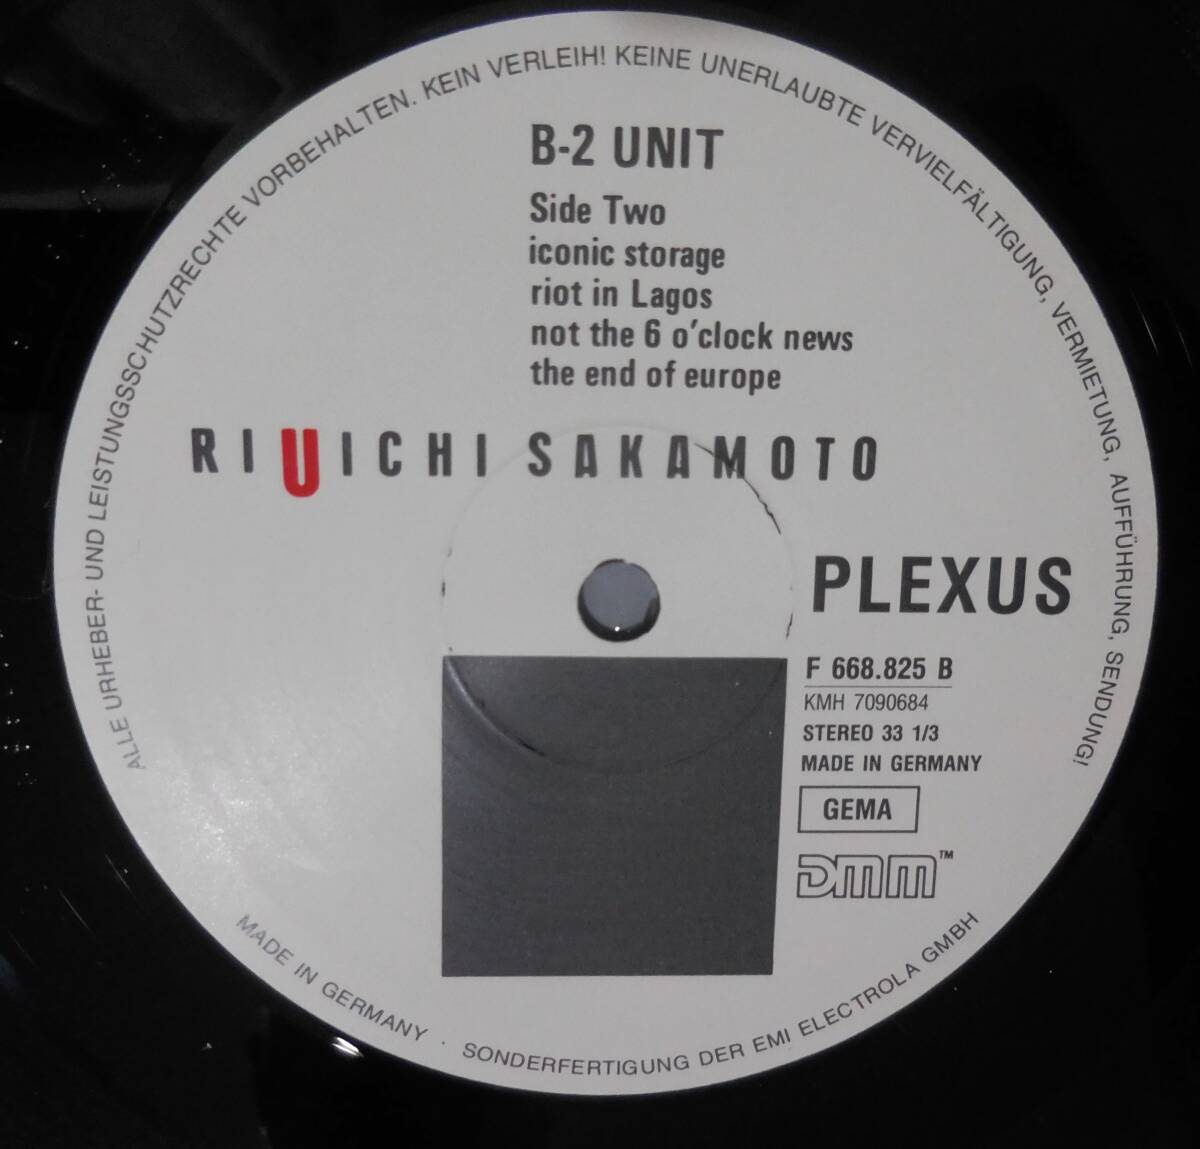 ALLE URHEBER- UND LEISTUNGSSCHUTZRECHTE VORBEHALTEN. KEIN VERLEIH! KEINE UNERLAUBTE VERVIELFÄLTIGUNG, VERMIETUNG, AUFFÜHRUNG, SENDUNG!
B-2 UNIT
Side Two
iconic storage
riot in Lagos
not the 6 o'clock news
the end of europe
RIUICHI SAKAMOTO
PLEXUS
F 668.825 B
KMH 7090684
STEREO 33 1/3
MADE IN GERMANY
GEMA
DMM™
MADE IN GERMANY · SONDERFERTIGUNG DER EMI ELECTROLA GMBH